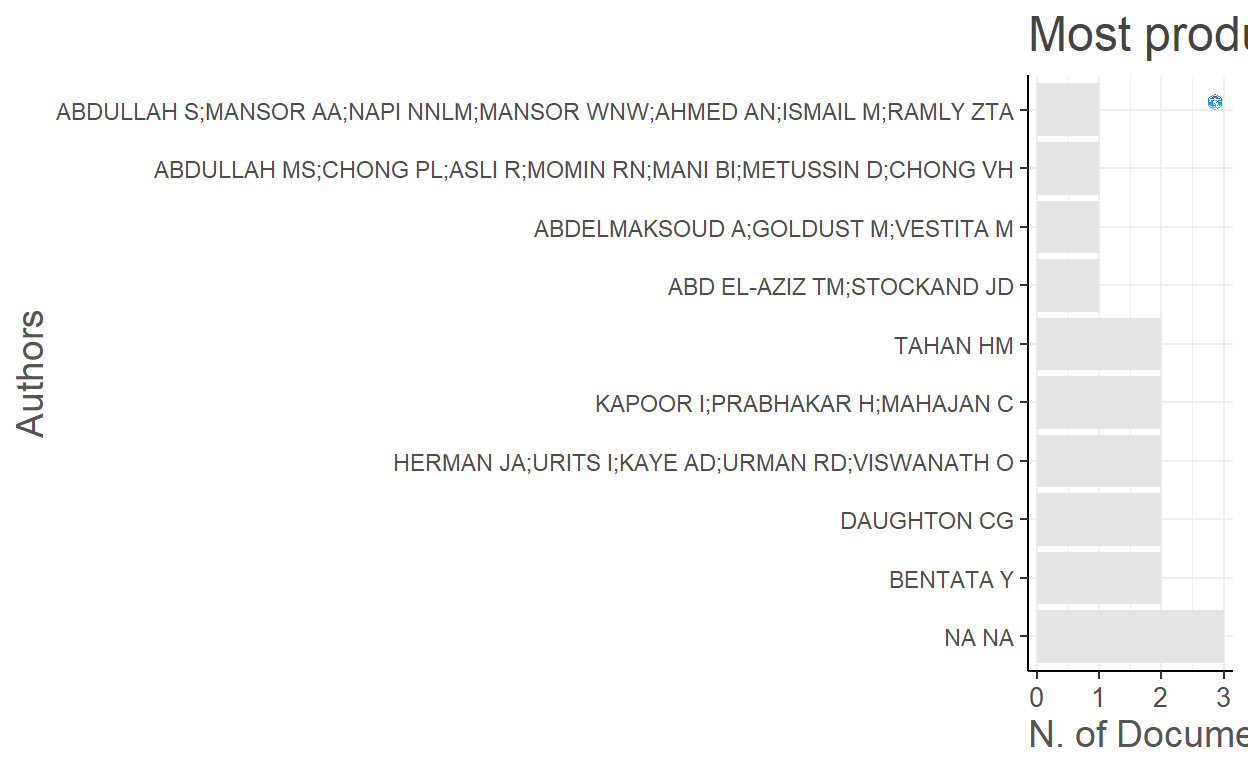 Most produ
ABDULLAH S;MANSOR AA;NAPI NNLM;MANSOR WNW;AHMED AN;ISMAIL M;RAMLY ZTA
ABDULLAH MS;CHONG PL;ASLI R;MOMIN RN;MANI BI;METUSSIN D;CHONG VH
ABDELMAKSOUD A;GOLDUST M;VESTITA M
ABD EL-AZIZ TM;STOCKAND JD
TAHAN HM
KAPOOR I;PRABHAKAR H;MAHAJAN C
HERMAN JA;URITS I;KAYE AD;URMAN RD;VISWANATH O
DAUGHTON CG
BENTATA Y
NA NA
Authors
0 1 2 3
N. of Docume